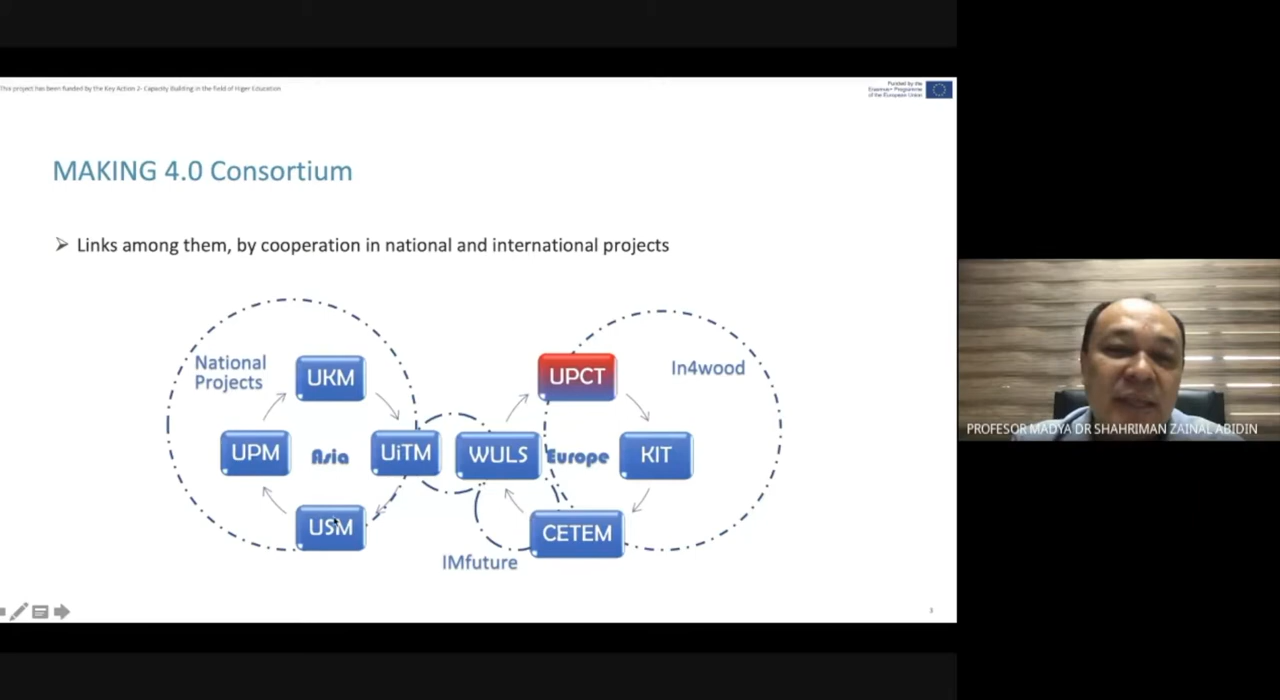 This project has been funded by the Key Action 2- Capacity Building in the field of Higer Education
Funded by the
Erasmus+ Programme
of the European Union
MAKING 4.0 Consortium
➢ Links among them, by cooperation in national and international projects
National
Projects
UKM
UPM
Asia
UiTM
USM
WULS
UPCT
In4wood
Europe
KIT
CETEM
IMfuture
3
PROFESOR MADYA DR SHAHRIMAN ZAINAL ABIDIN